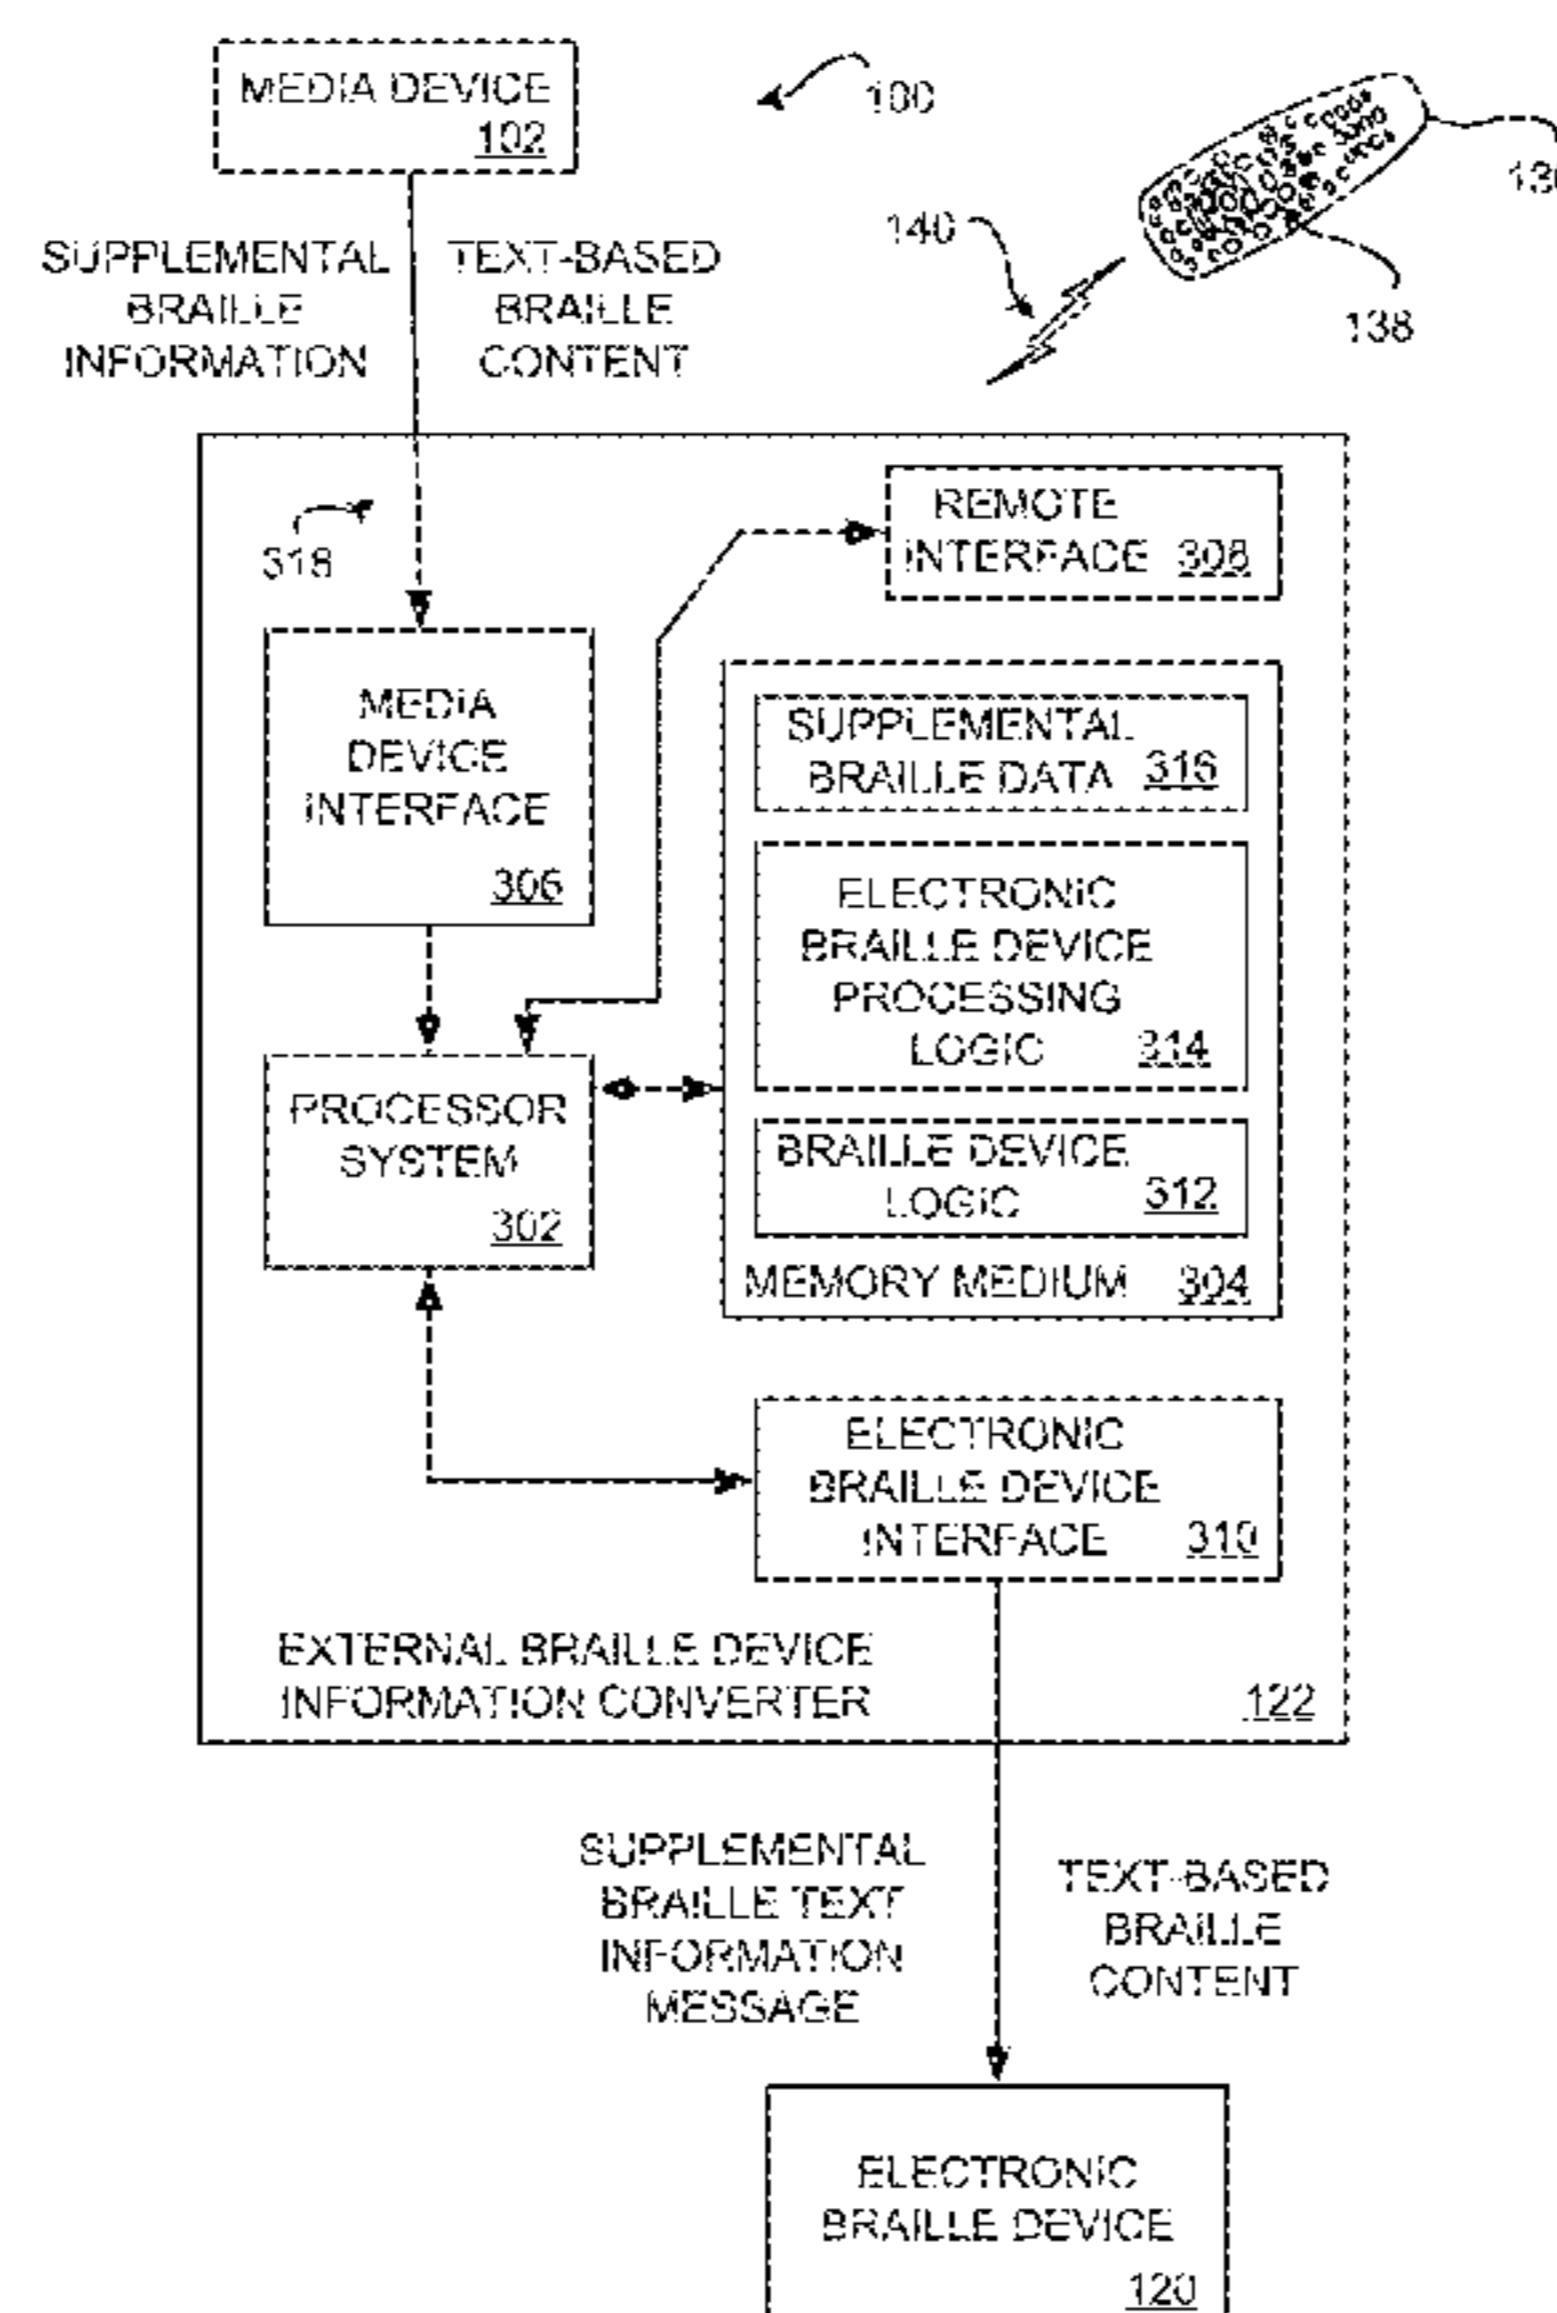 MEDIA DEVICE
102
100
140
138
SUPPLEMENTAL
BRAILLE
INFORMATION
TEXT-BASED
BRAILLE
CONTENT
318
REMOTE
INTERFACE 308
MEDIA
DEVICE
INTERFACE
306
SUPPLEMENTAL
BRAILLE DATA 316
ELECTRONIC
BRAILLE DEVICE
PROCESSING
LOGIC 314
PROCESSOR
SYSTEM
302
BRAILLE DEVICE
LOGIC 312
MEMORY MEDIUM 304
ELECTRONIC
BRAILLE DEVICE
INTERFACE 310
EXTERNAL BRAILLE DEVICE
INFORMATION CONVERTER 122
SUPPLEMENTAL
BRAILLE TEXT
INFORMATION
MESSAGE
TEXT-BASED
BRAILLE
CONTENT
ELECTRONIC
BRAILLE DEVICE
120